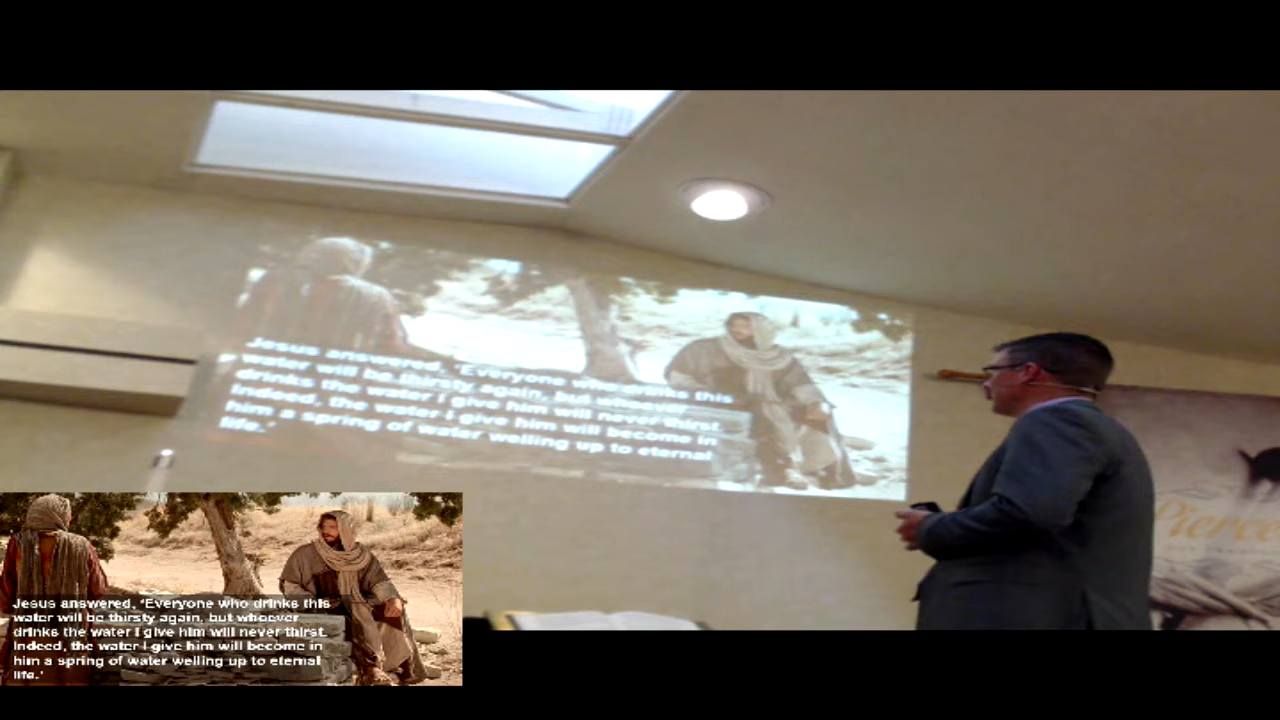 Jesus answered, 'Everyone who drinks this
water will be thirsty again, but whoever
drinks the water I give him will never thirst.
Indeed, the water I give him will become in
him a spring of water welling up to eternal
life.'
Pierce
Jesus answered, 'Everyone who drinks this
water will be thirsty again, but whoever
drinks the water I give him will never thirst.
Indeed, the water I give him will become in
him a spring of water welling up to eternal
life.'